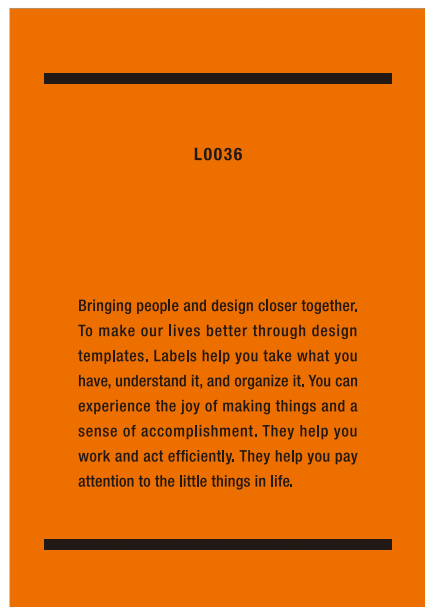 L0036
Bringing people and design closer together.
To make our lives better through design
templates. Labels help you take what you
have, understand it, and organize it. You can
experience the joy of making things and a
sense of accomplishment. They help you
work and act efficiently. They help you pay
attention to the little things in life.